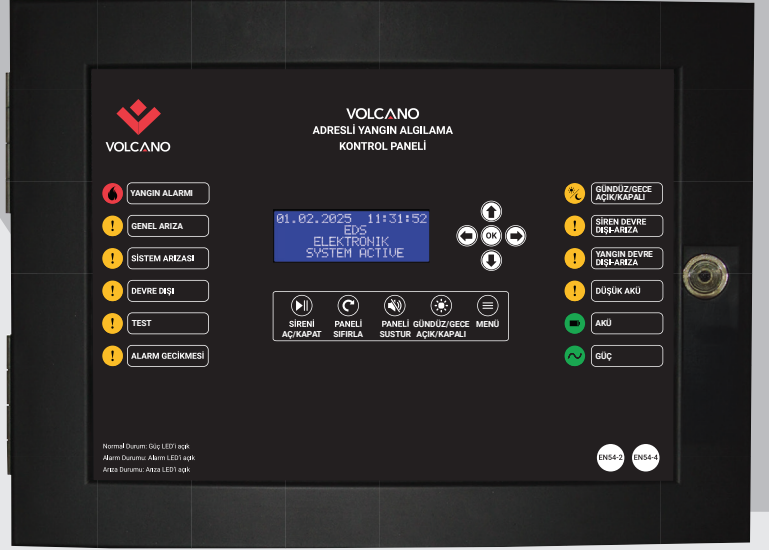 VOLCANO
VOLCANO
ADRESLİ YANGIN ALGILAMA
KONTROL PANELİ
YANGIN ALARMI
GENEL ARIZA
SİSTEM ARIZASI
DEVRE DIŞI
TEST
ALARM GECİKMESİ
01.02.2025 11:31:52
EDS
ELEKTRONIK
SYSTEM ACTIVE
OK
SİRENİ
AÇ/KAPAT
PANELİ
SIFIRLA
PANELİ
SUSTUR
GÜNDÜZ/GECE
AÇIK/KAPALI
MENÜ
GÜNDÜZ/GECE
AÇIK/KAPALI
SİREN DEVRE
DIŞI-ARIZA
YANGIN DEVRE
DIŞI-ARIZA
DÜŞÜK AKÜ
AKÜ
GÜÇ
Normal Durum: Güç LED'i açık
Alarm Durumu: Alarm LED'i açık
Arıza Durumu: Arıza LED'i açık
EN54-2
EN54-4